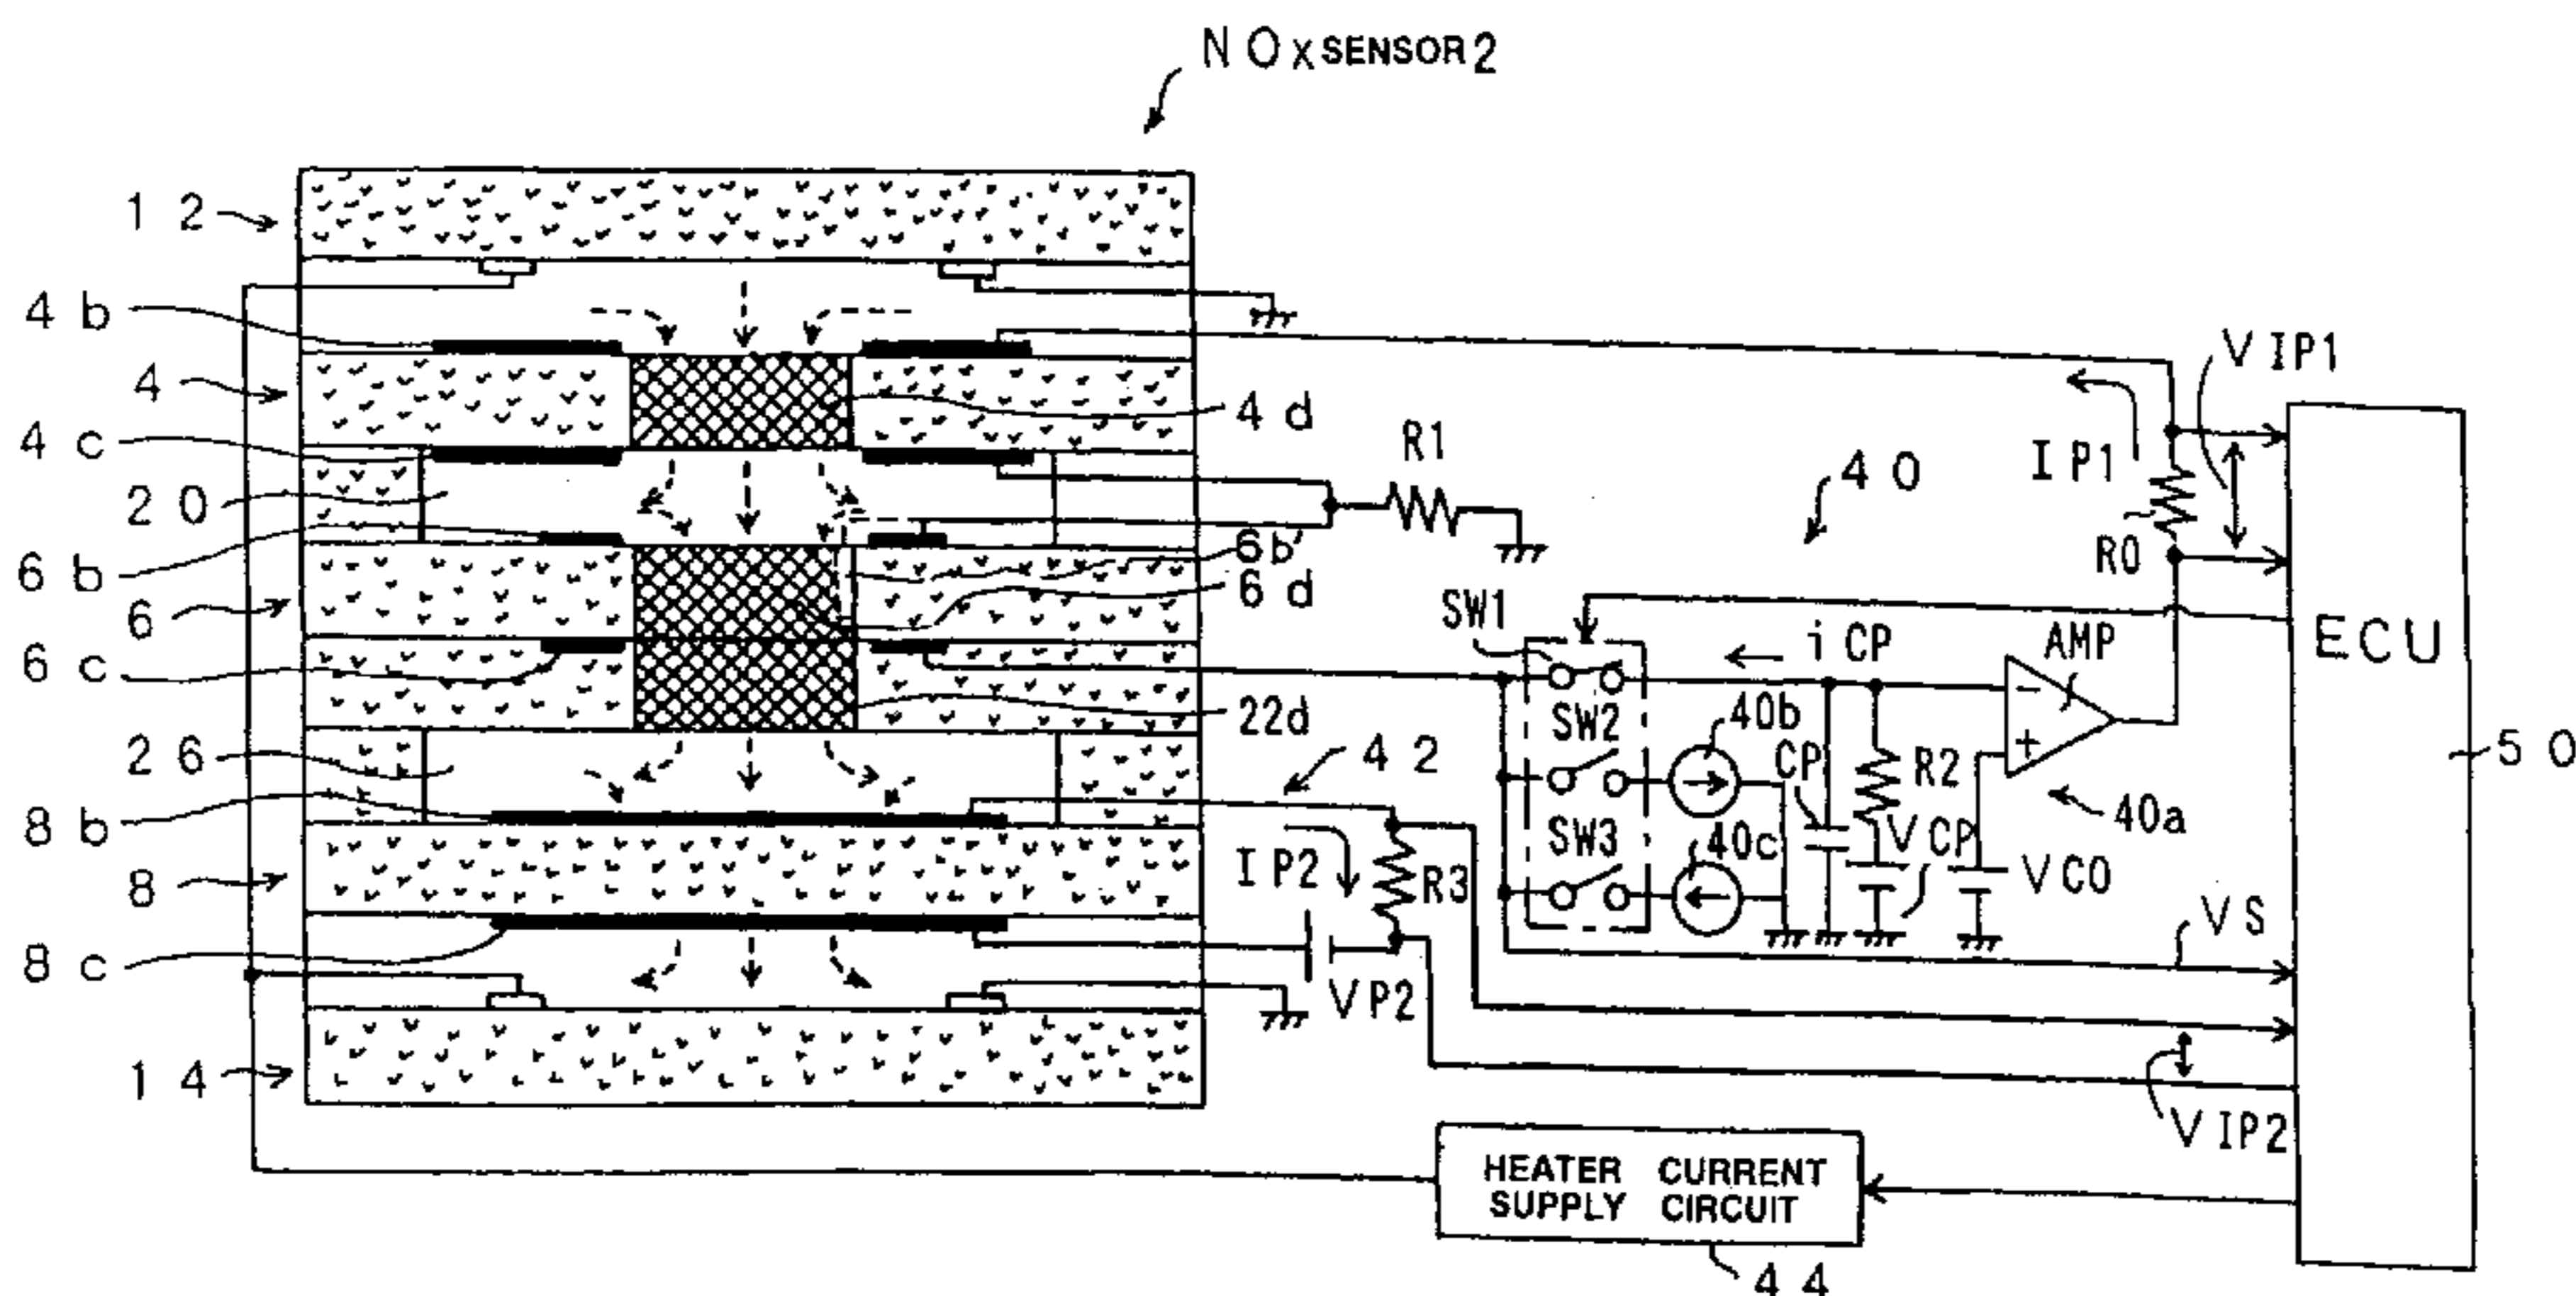 NOx SENSOR 2
12
4b
4
4c
20
6b
6
6c
26
8b
8
8c
14
4d
R1
6b'
6d
22d
42
IP2
R3
VP2
40
SW1
SW2
SW3
iCP
40b
40c
CP
R2
VCP
AMP
40a
VC0
VIP1
IP1
R0
ECU
50
VS
VIP2
HEATER CURRENT
SUPPLY CIRCUIT
44